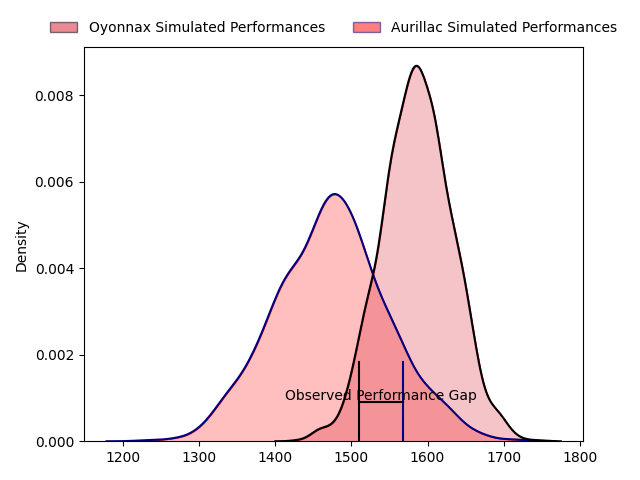 Oyonnax Simulated Performances Aurillac Simulated Performances
0.008
0.006
0.004
0.002
0.000
Density
Observed Performance Gap
1200 1300 1400 1500 1600 1700 1800